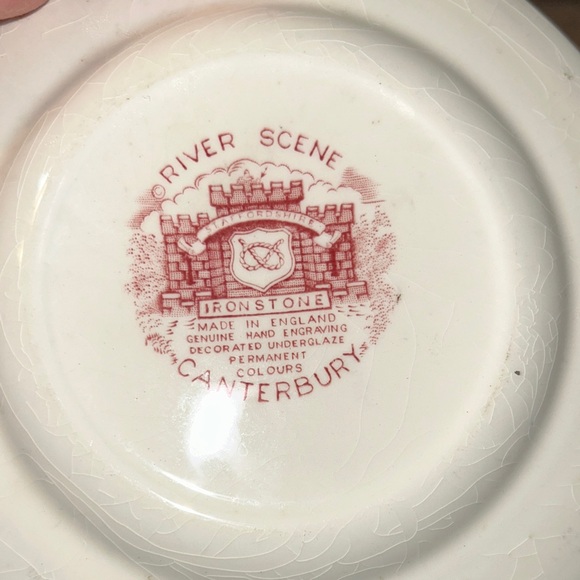 © RIVER SCENE
STAFFORDSHIRE
IRONSTONE
MADE IN ENGLAND
GENUINE HAND ENGRAVING
DECORATED UNDERGLAZE
PERMANENT
COLOURS
CANTERBURY